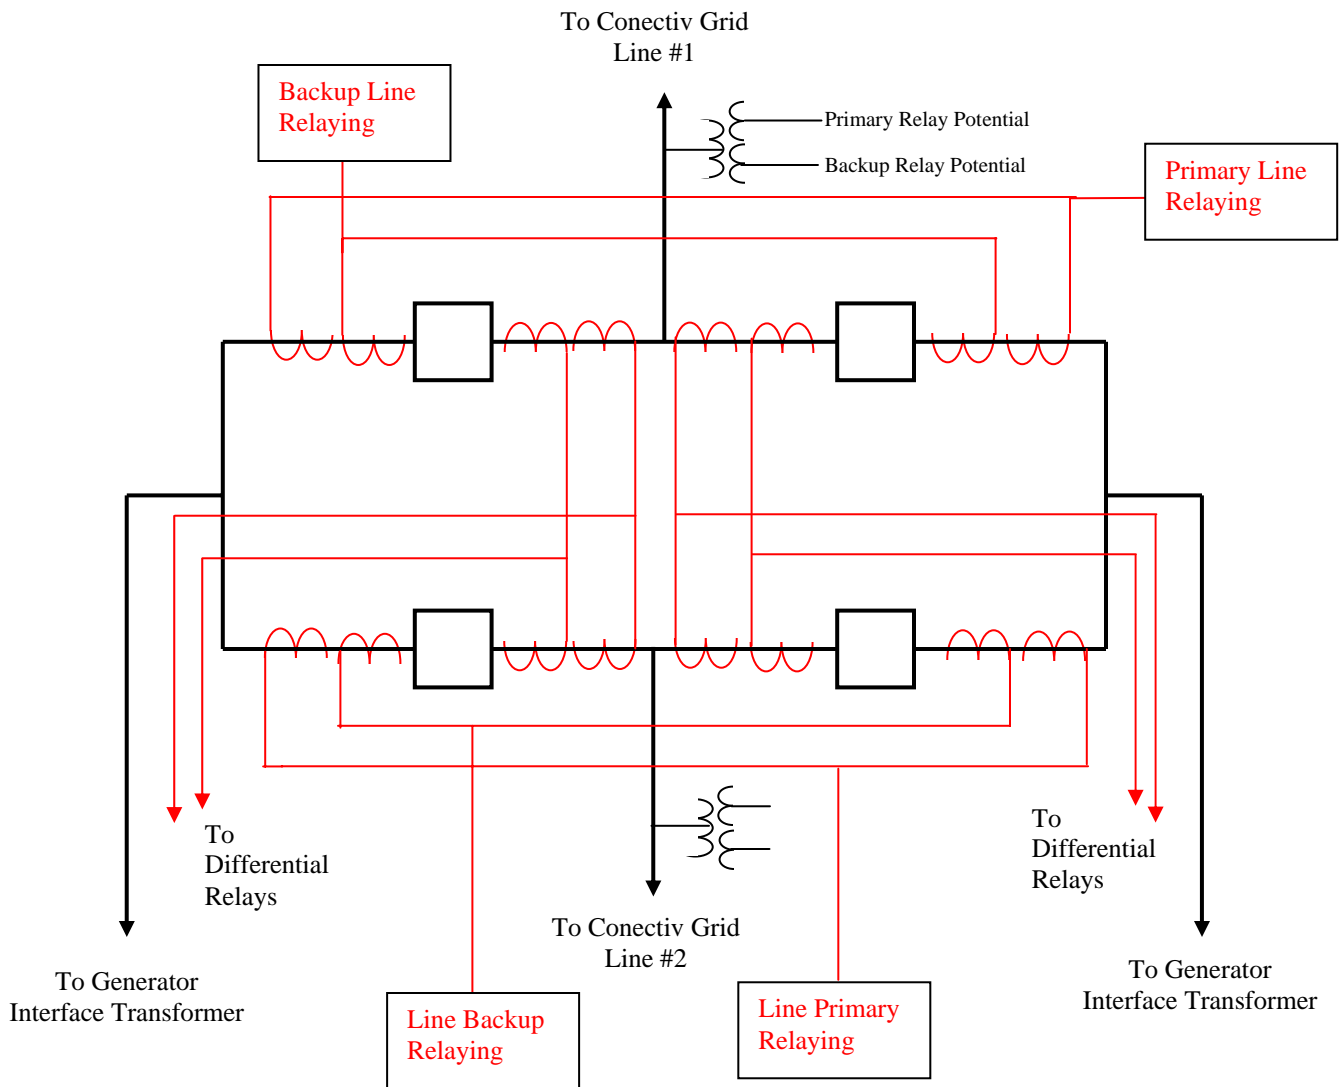 To Conectiv Grid
Line #1
Backup Line
Relaying
Primary Relay Potential
Backup Relay Potential
Primary Line
Relaying
To
Differential
Relays
To
Differential
Relays
To Conectiv Grid
Line #2
To Generator
Interface Transformer
To Generator
Interface Transformer
Line Backup
Relaying
Line Primary
Relaying